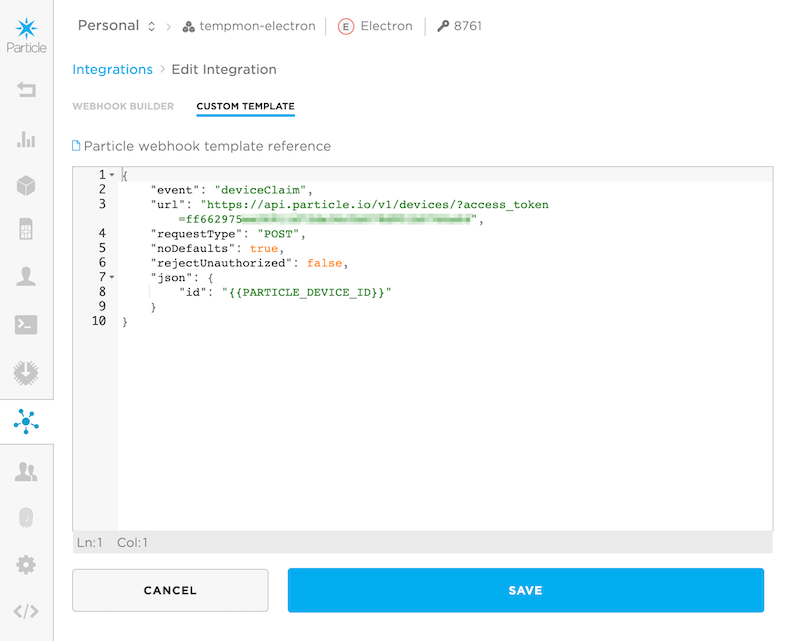 Particle
Personal > tempmon-electron E Electron 8761
Integrations > Edit Integration
WEBHOOK BUILDER CUSTOM TEMPLATE
Particle webhook template reference
1 {
2 "event": "deviceClaim",
3 "url": "https://api.particle.io/v1/devices/?access_token
=ff662975 ",
4 "requestType": "POST",
5 "noDefaults": true,
6 "rejectUnauthorized": false,
7 "json": {
8 "id": "{{PARTICLE_DEVICE_ID}}"
9 }
10 }
Ln:1 Col:1
CANCEL SAVE